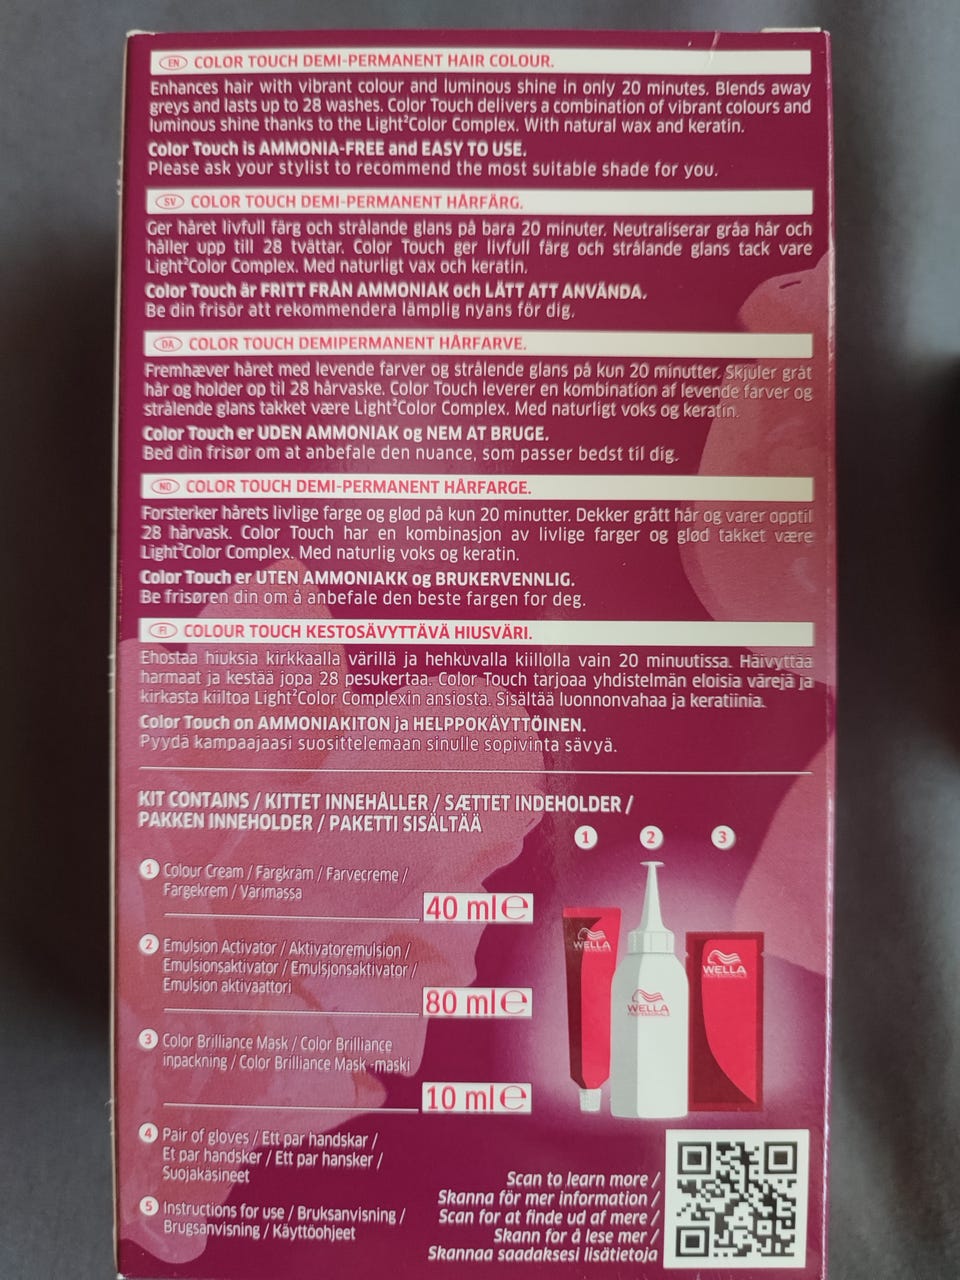 EN COLOR TOUCH DEMI-PERMANENT HAIR COLOUR.
Enhances hair with vibrant colour and luminous shine in only 20 minutes. Blends away
greys and lasts up to 28 washes. Color Touch delivers a combination of vibrant colours and
luminous shine thanks to the Light²Color Complex. With natural wax and keratin.
Color Touch is AMMONIA-FREE and EASY TO USE.
Please ask your stylist to recommend the most suitable shade for you.
SV COLOR TOUCH DEMI-PERMANENT HÅRFÄRG.
Ger håret livfull färg och strålande glans på bara 20 minuter. Neutraliserar gråa hår och
håller upp till 28 tvättar. Color Touch ger livfull färg och strålande glans tack vare
Light²Color Complex. Med naturligt vax och keratin.
Color Touch är FRITT FRÅN AMMONIAK och LÄTT ATT ANVÄNDA.
Be din frisör att rekommendera lämplig nyans för dig.
DA COLOR TOUCH DEMIPERMANENT HÅRFARVE.
Fremhæver håret med levende farver og strålende glans på kun 20 minutter. Skjuler gråt
hår og holder op til 28 hårvaske. Color Touch leverer en kombination af levende farver og
strålende glans takket være Light²Color Complex. Med naturligt voks og keratin.
Color Touch er UDEN AMMONIAK og NEM AT BRUGE.
Bed din frisør om at anbefale den nuance, som passer bedst til dig.
NO COLOR TOUCH DEMI-PERMANENT HÅRFARGE.
Forsterker hårets livlige farge og glød på kun 20 minutter. Dekker grått hår og varer opptil
28 hårvask. Color Touch har en kombinasjon av livlige farger og glød takket være
Light²Color Complex. Med naturlig voks og keratin.
Color Touch er UTEN AMMONIAKK og BRUKERVENNLIG.
Be frisøren din om å anbefale den beste fargen for deg.
FI COLOUR TOUCH KESTOSÄVYTTÄVÄ HIUSVÄRI.
Ehostaa hiuksia kirkkaalla värillä ja hehkuvalla kiillolla vain 20 minuutissa. Häivyttää
harmaat ja kestää jopa 28 pesukertaa. Color Touch tarjoaa yhdistelmän eloisia värejä ja
kirkasta kiiltoa Light²Color Complexin ansiosta. Sisältää luonnonvahaa ja keratiinia.
Color Touch on AMMONIAKITON ja HELPPOKÄYTTÖINEN.
Pyydä kampaajaasi suosittelemaan sinulle sopivinta sävyä.
KIT CONTAINS / KITTET INNEHÅLLER / SÆTTET INDEHOLDER /
PAKKEN INNEHOLDER / PAKETTI SISÄLTÄÄ
1 2 3
1 Colour Cream / Färgkräm / Farvecreme /
Fargekrem / Värimassa
40 ml e
2 Emulsion Activator / Aktivatoremulsion /
Emulsionsaktivator / Emulsjonsaktivator /
Emulsion aktivaattori
80 ml e
3 Color Brilliance Mask / Color Brilliance
inpackning / Color Brilliance Mask -maski
10 ml e
WELLA
PROFESSIONALS
WELLA
PROFESSIONALS
WELLA
PROFESSIONALS
4 Pair of gloves / Ett par handskar /
Et par handsker / Ett par hansker /
Suojakäsineet
5 Instructions for use / Bruksanvisning /
Brugsanvisning / Käyttöohjeet
Scan to learn more /
Skanna för mer information /
Scan for at finde ud af mere /
Skann for å lese mer /
Skannaa saadaksesi lisätietoja